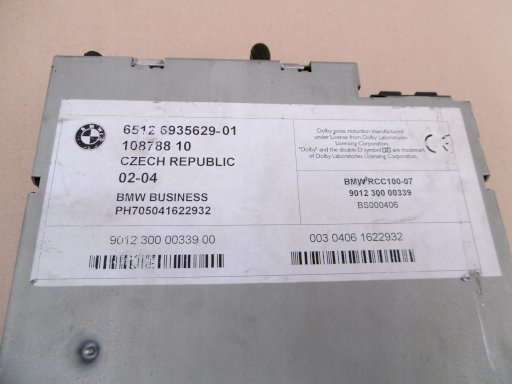 BMW
6512 6935629-01
108788 10
CZECH REPUBLIC
02-04
BMW BUSINESS
PH705041622932
9012 300 00339 00
Dolby noise reduction manufactured
under License from Dolby Laboratories
Licensing Corporation.
"Dolby" and the double-D symbol are trademark
of Dolby Laboratories Licensing Corporation.
CE
BMW RCC100-07
9012 300 00339
BS000406
003 0406 1622932